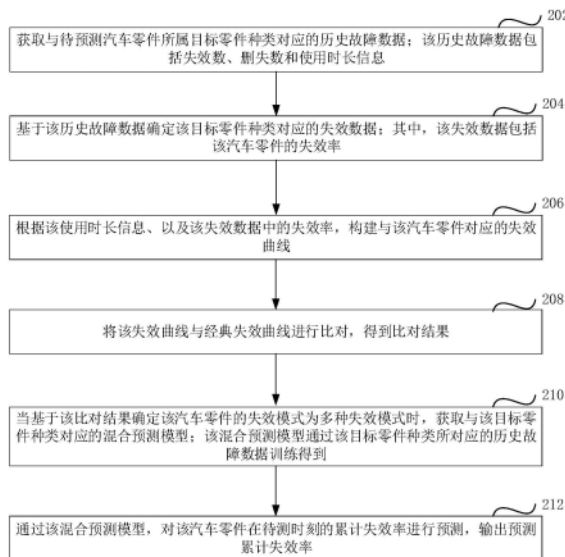 202
获取与待预测汽车零件所属目标零件种类对应的历史故障数据；该历史故障数据包
括失效数、删失数和使用时长信息
204
基于该历史故障数据确定该目标零件种类对应的失效数据；其中，该失效数据包括
该汽车零件的失效率
206
根据该使用时长信息、以及该失效数据中的失效率，构建与该汽车零件对应的失效
曲线
208
将该失效曲线与经典失效曲线进行比对，得到比对结果
210
当基于该比对结果确定该汽车零件的失效模式为多种失效模式时，获取与该目标
零件种类对应的混合预测模型；该混合预测模型通过该目标零件种类所对应的历史故
障数据训练得到
212
通过该混合预测模型，对该汽车零件在待测时刻的累计失效率进行预测，输出预测
累计失效率